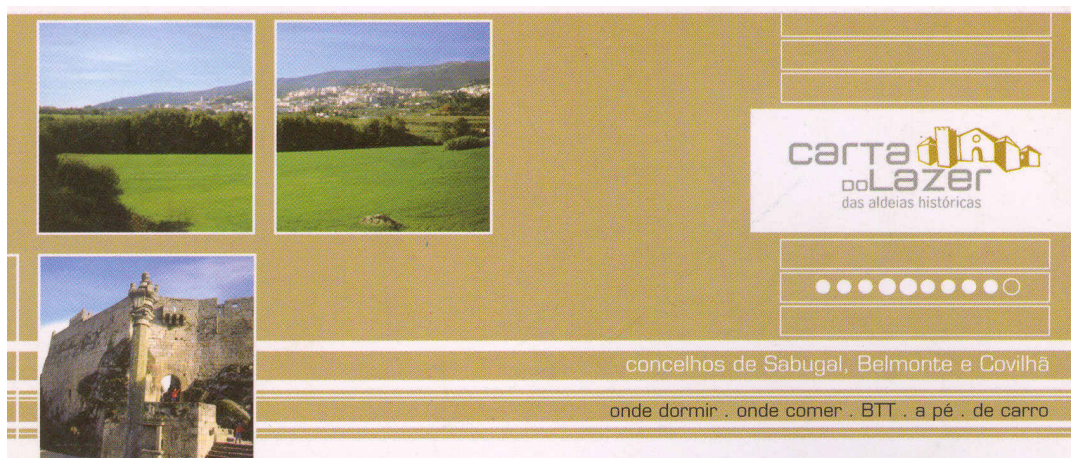 carta
do Lazer
das aldeias históricas
concelhos de Sabugal, Belmonte e Covilhã
onde dormir . onde comer . BTT . a pé . de carro